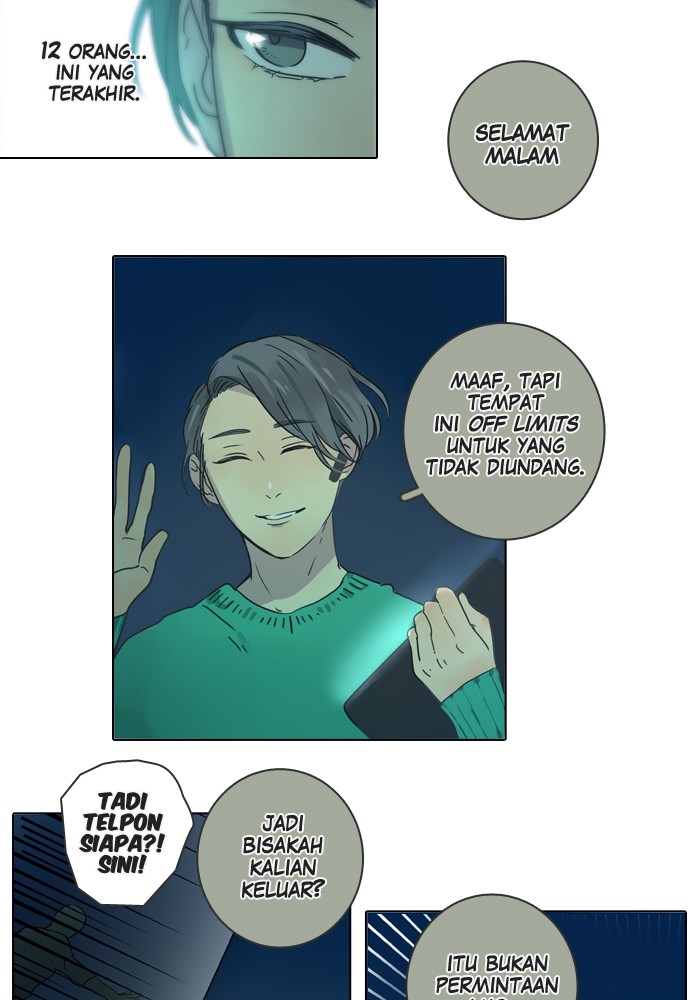 12 ORANG...
INI YANG
TERAKHIR.
SELAMAT
MALAM
MAAF, TAPI
TEMPAT
INI OFF LIMITS
UNTUK YANG
TIDAK DIUNDANG.
TADI
TELPON
SIAPA?!
SINI!
JADI
BISAKAH
KALIAN
KELUAR?
ITU BUKAN
PERMINTAAN